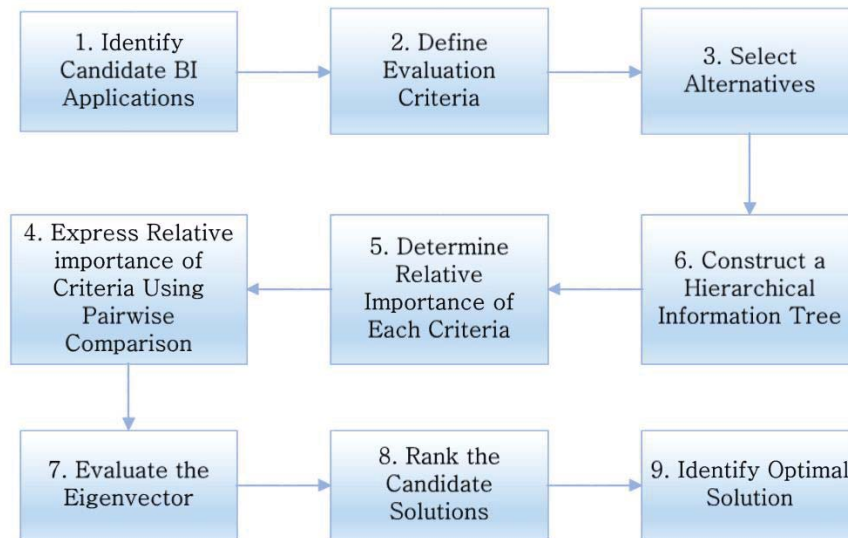 1. Identify
Candidate BI
Applications
2. Define
Evaluation
Criteria
3. Select
Alternatives
4. Express Relative
importance of
Criteria Using
Pairwise
Comparison
5. Determine
Relative
Importance of
Each Criteria
6. Construct a
Hierarchical
Information Tree
7. Evaluate the
Eigenvector
8. Rank the
Candidate
Solutions
9. Identify Optimal
Solution